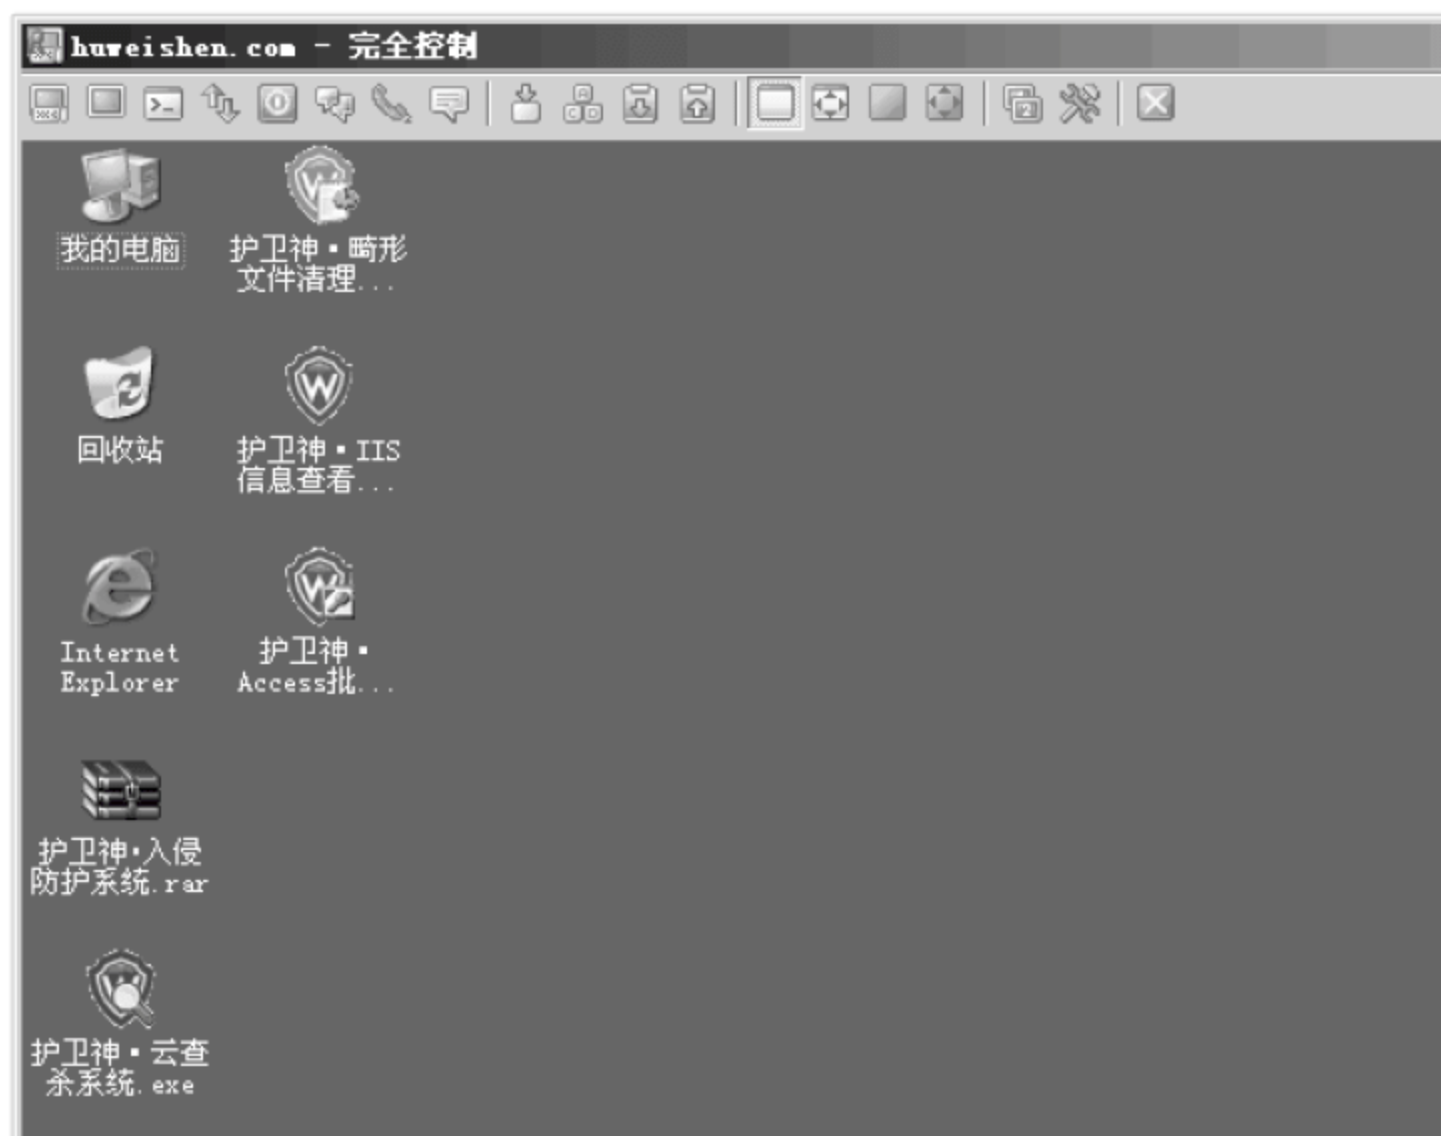 huweishen.com - 完全控制
我的电脑
护卫神·畸形
文件清理...
回收站
护卫神·IIS
信息查看...
Internet
Explorer
护卫神·
Access批...
护卫神·入侵
防护系统.rar
护卫神·云查
杀系统.exe